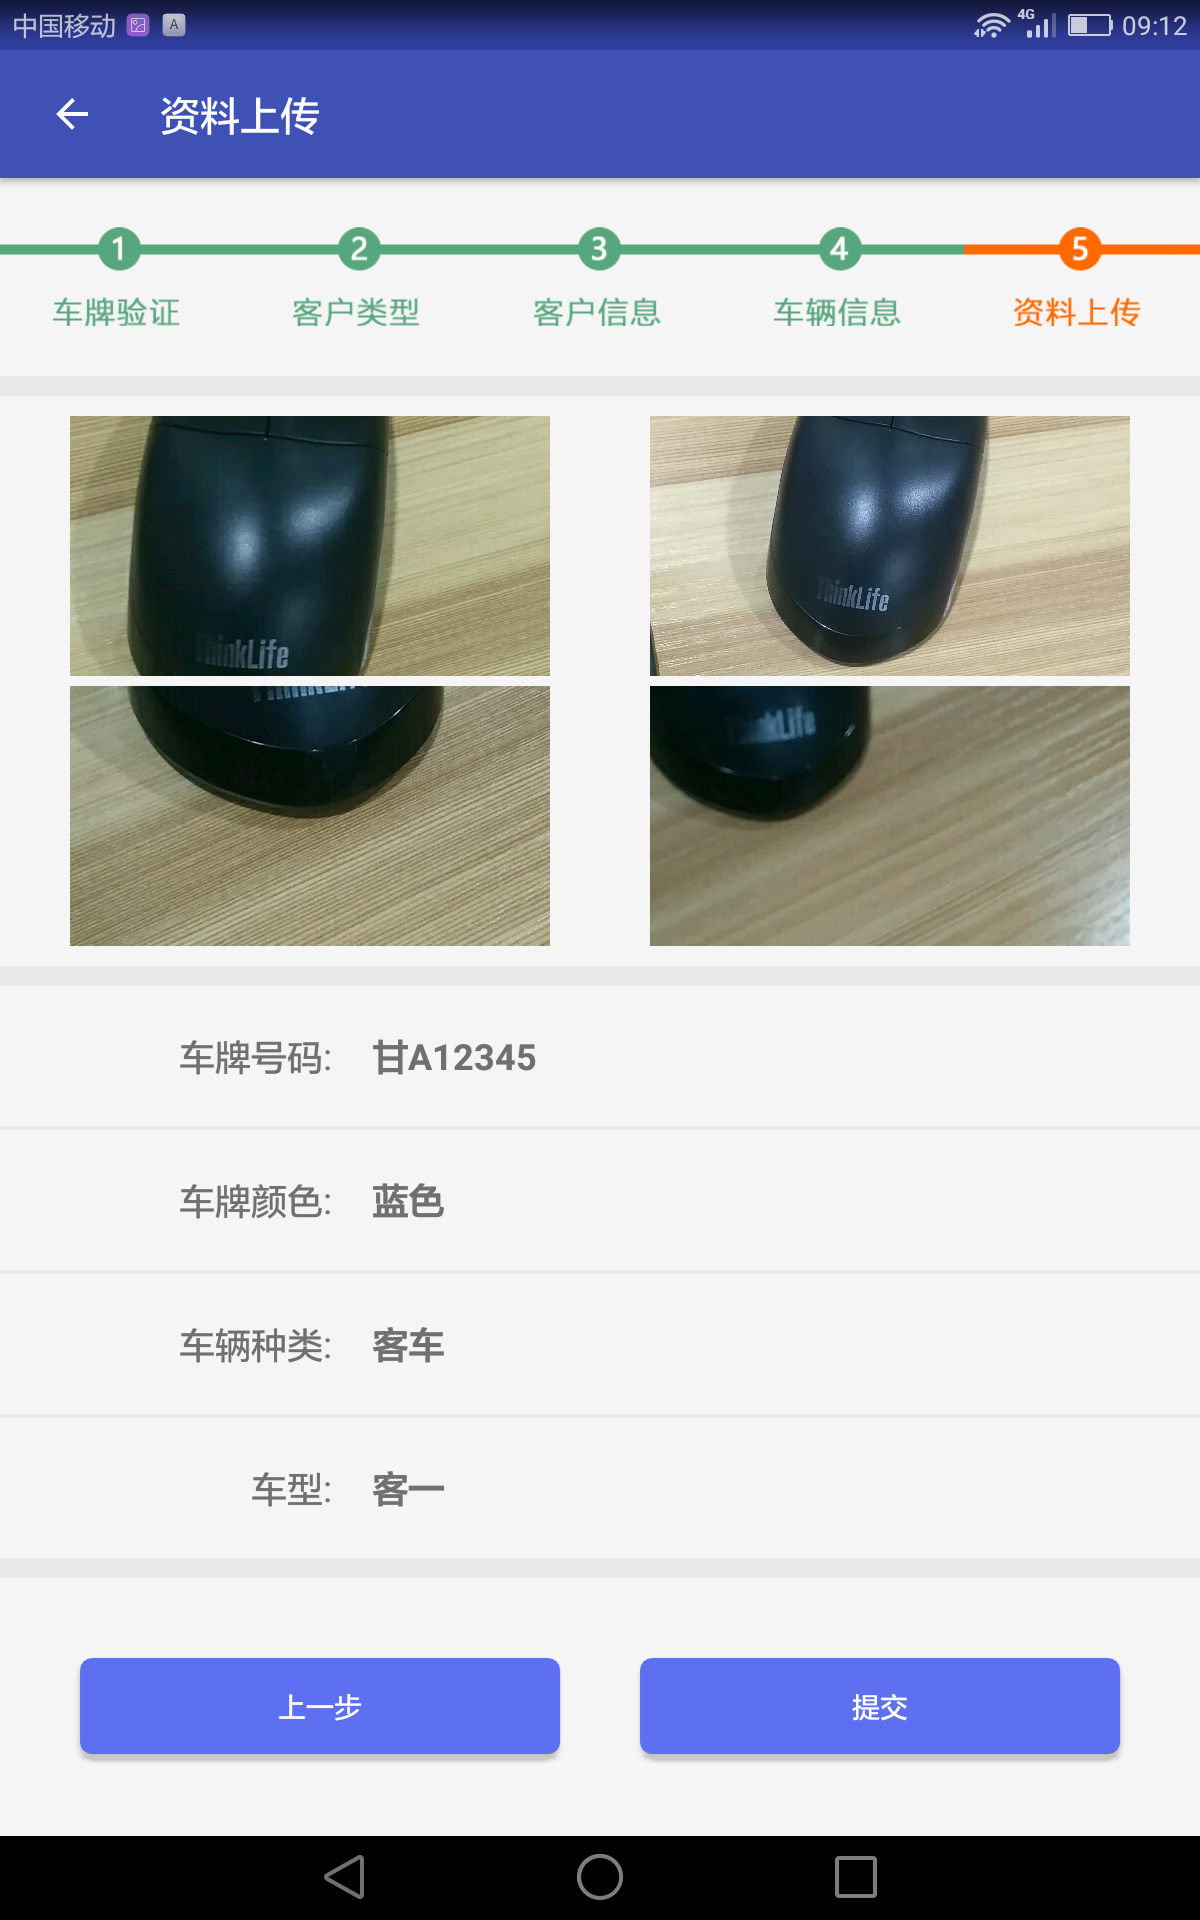 中国移动 A 4G 09:12
资料上传
1 2 3 4 5
车牌验证 客户类型 客户信息 车辆信息 资料上传
ThinkLife ThinkLife
ThinkLife ThinkLife
车牌号码: 甘A12345
车牌颜色: 蓝色
车辆种类: 客车
车型: 客一
上一步 提交